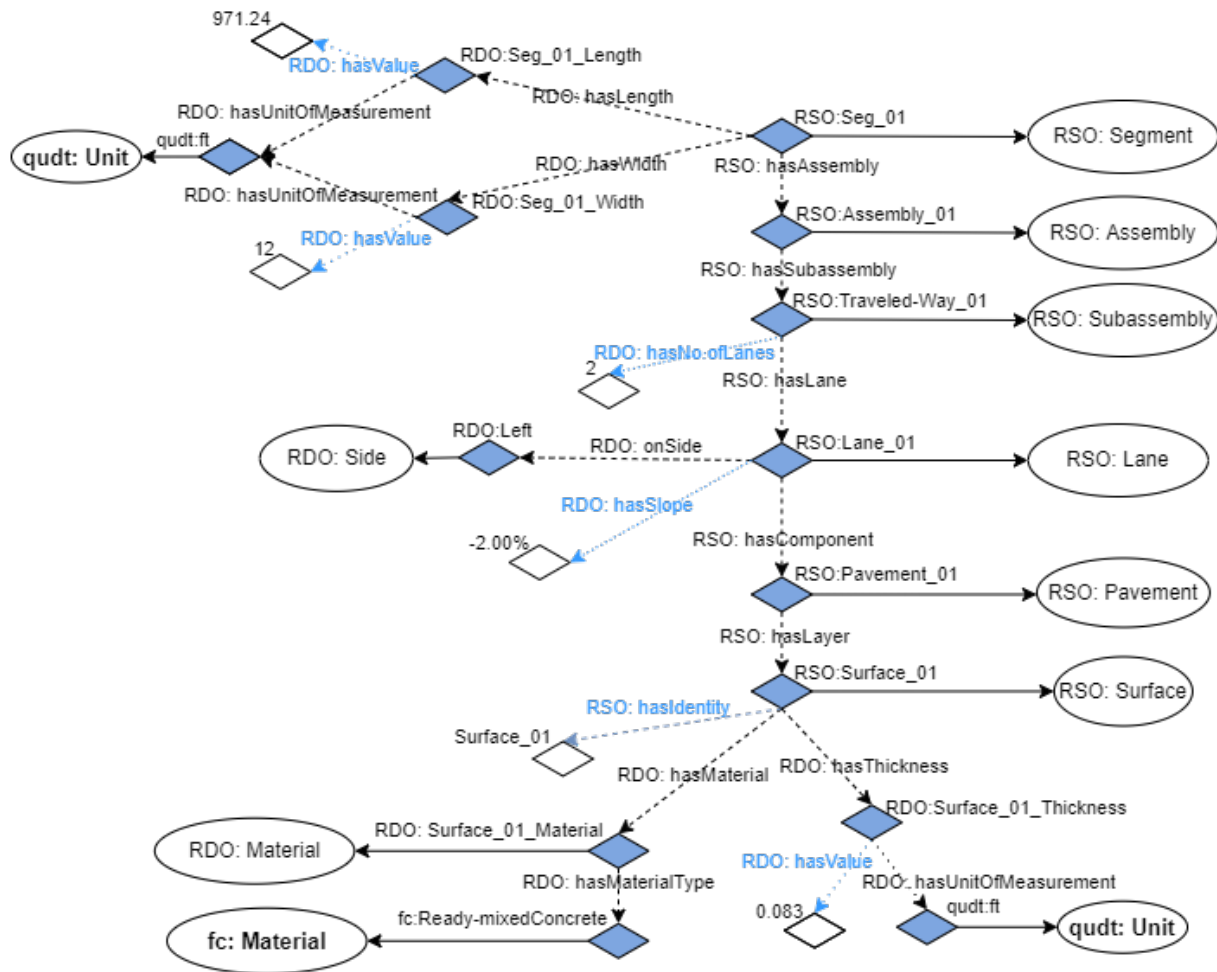 971.24
RDO:Seg_01_Length
RDO: hasValue
RDO: hasLength
RDO: hasUnitOfMeasurement
RSO:Seg_01
RSO: Segment
qudt:ft
qudt: Unit
RDO: hasWidth
RSO: hasAssembly
RDO: hasUnitOfMeasurement
RDO:Seg_01_Width
RSO:Assembly_01
RSO: Assembly
RDO: hasValue
12
RSO: hasSubassembly
RSO:Traveled-Way_01
RSO: Subassembly
RDO: hasNo.ofLanes
2
RSO: hasLane
RDO:Left
RDO: onSide
RSO:Lane_01
RDO: Side
RSO: Lane
RDO: hasSlope
-2.00%
RSO: hasComponent
RSO:Pavement_01
RSO: Pavement
RSO: hasLayer
RSO:Surface_01
RSO: Surface
RSO: hasIdentity
Surface_01
RDO: hasMaterial
RDO: hasThickness
RDO:Surface_01_Thickness
RDO: Surface_01_Material
RDO: Material
RDO: hasValue
RDO: hasMaterialType
RDO: hasUnitOfMeasurement
0.083
qudt:ft
fc:Ready-mixedConcrete
fc: Material
qudt: Unit